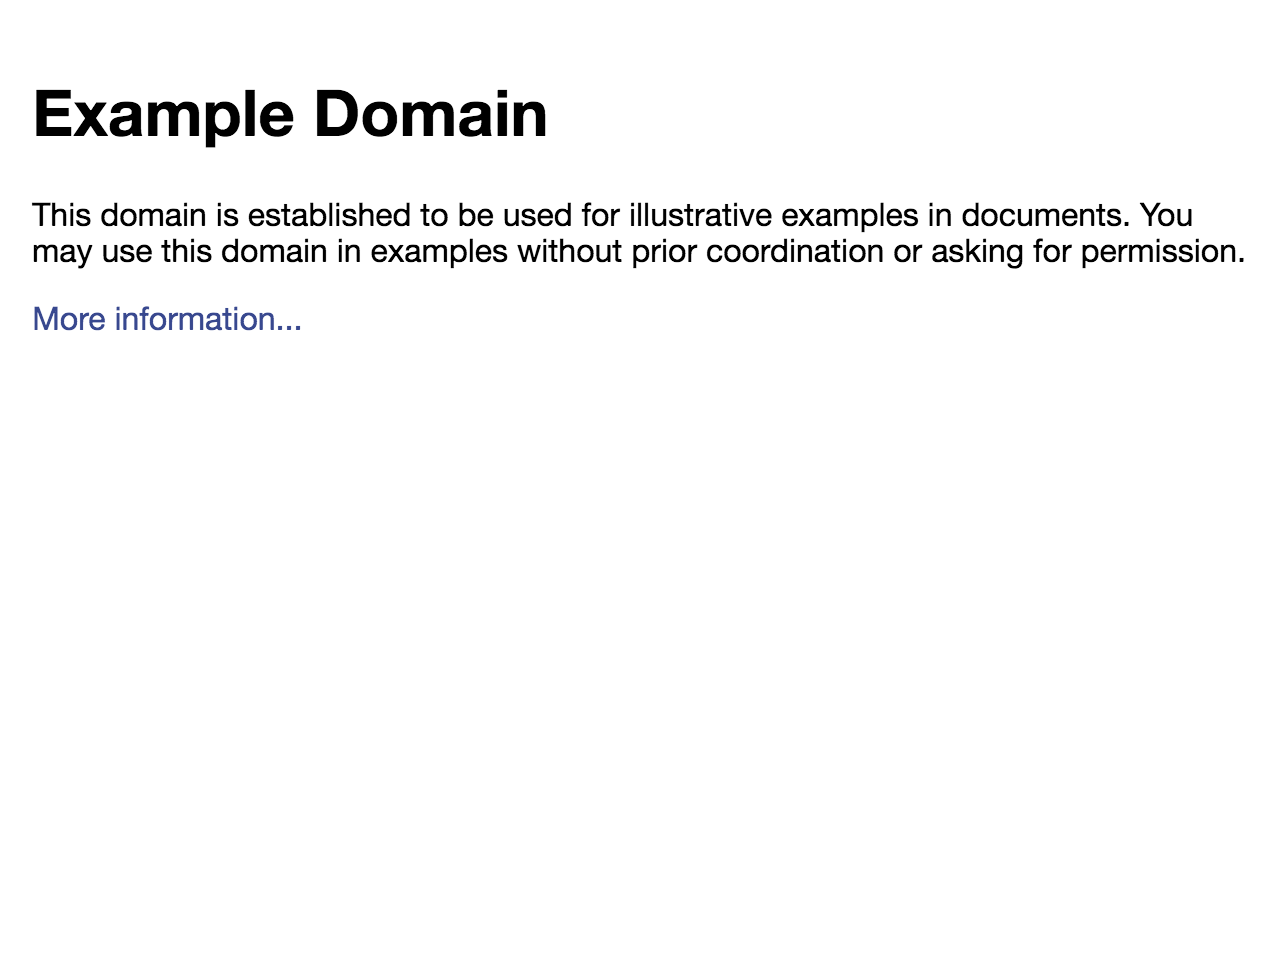 Example Domain
This domain is established to be used for illustrative examples in documents. You
may use this domain in examples without prior coordination or asking for permission.
More information...